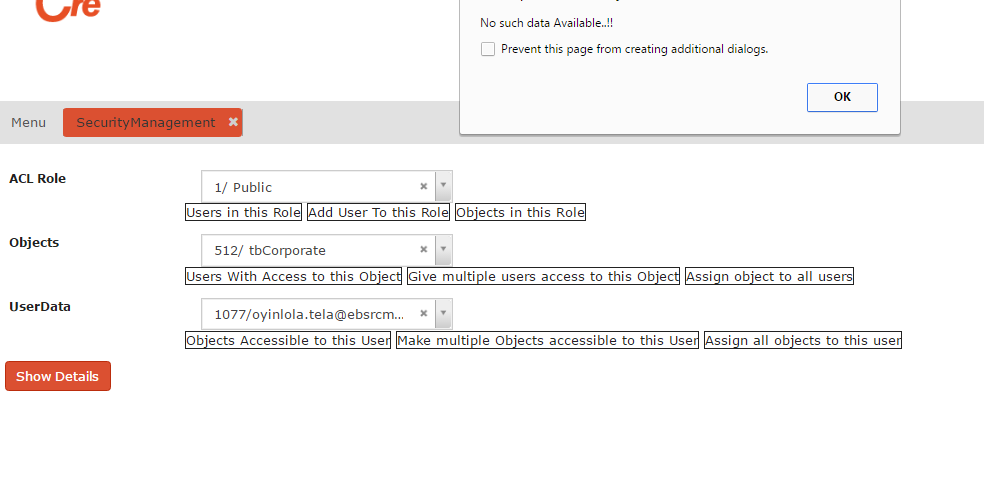 Cre
No such data Available..!!
Prevent this page from creating additional dialogs.
OK
Menu SecurityManagement ×
ACL Role 1/ Public ×
Users in this Role Add User To this Role Objects in this Role
Objects 512/ tbCorporate ×
Users With Access to this Object Give multiple users access to this Object Assign object to all users
UserData 1077/oyinlola.tela@ebsrcm... ×
Objects Accessible to this User Make multiple Objects accessible to this User Assign all objects to this user
Show Details